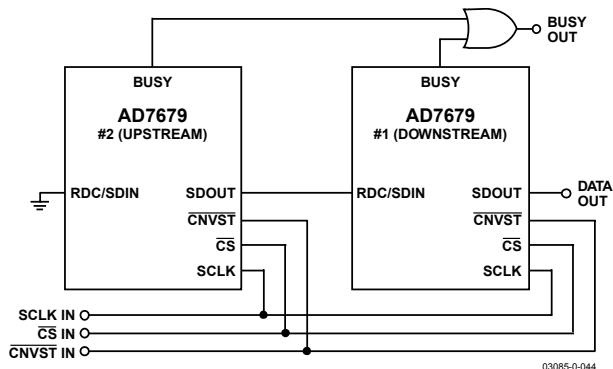 BUSY
OUT
BUSY
AD7679
#2 (UPSTREAM)
RDC/SDIN
SDOUT
CNVST
CS
SCLK
BUSY
AD7679
#1 (DOWNSTREAM)
RDC/SDIN
SDOUT
CNVST
CS
SCLK
DATA
OUT
SCLK IN
CS IN
CNVST IN
03085-0-044